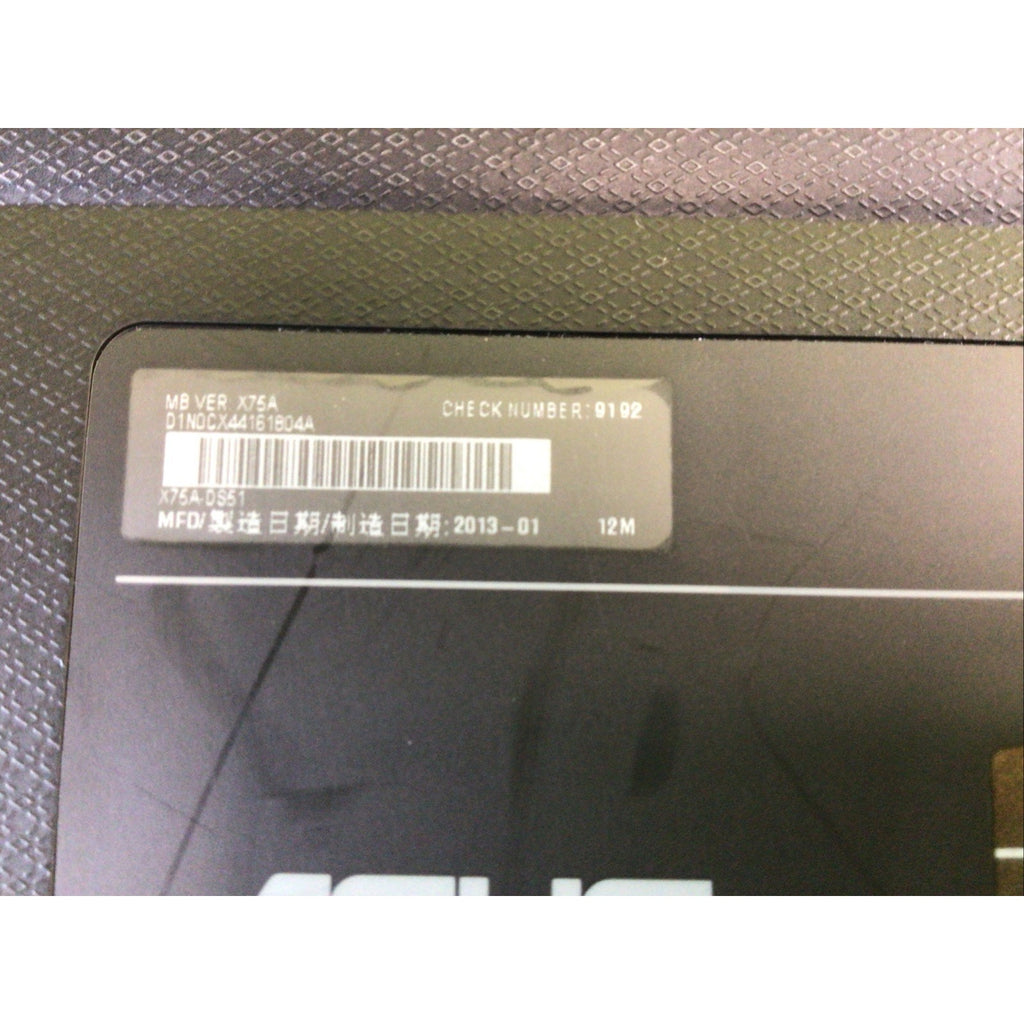 MB VER X75A
CHECK NUMBER: 9192
D1N0CX44161804A
X75A-DS51
MFD/製造日期/制造日期: 2013-01 12M
ASUS